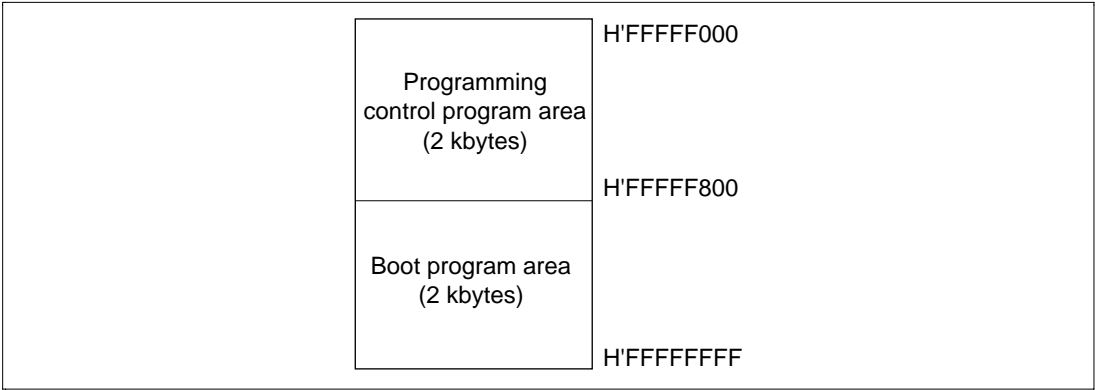 H'FFFFF000
Programming
control program area
(2 kbytes)
H'FFFFF800
Boot program area
(2 kbytes)
H'FFFFFFFF